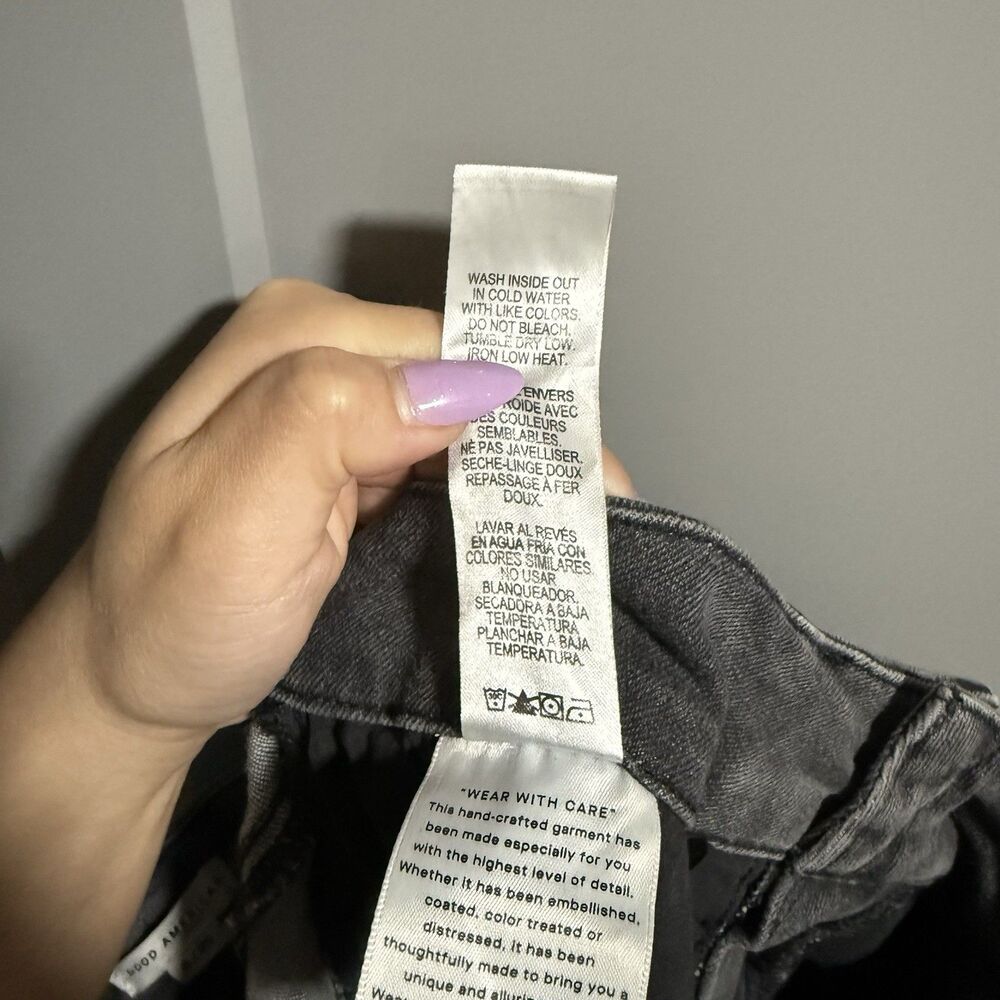 WASH INSIDE OUT
IN COLD WATER
WITH LIKE COLORS.
DO NOT BLEACH.
TUMBLE DRY LOW.
IRON LOW HEAT.
ENVERS
AVEC
COULEURS
SEMBLABLES.
NE PAS JAVELLISER.
SECHE-LINGE DOUX
REPASSAGE À FER
DOUX.
LAVAR AL REVÉS
EN AGUA FRIA CON
COLORES SIMILARES.
NO USAR
BLANQUEADOR.
SECADORA A BAJA
TEMPERATURA
PLANCHAR A BAJA
TEMPERATURA.
30C
"WEAR WITH CARE"
This hand-crafted garment has
been made especially for you
with the highest level of detail.
Whether it has been embellished,
coated, color treated or
distressed, it has been
thoughtfully made to bring you a
unique and
GOOD